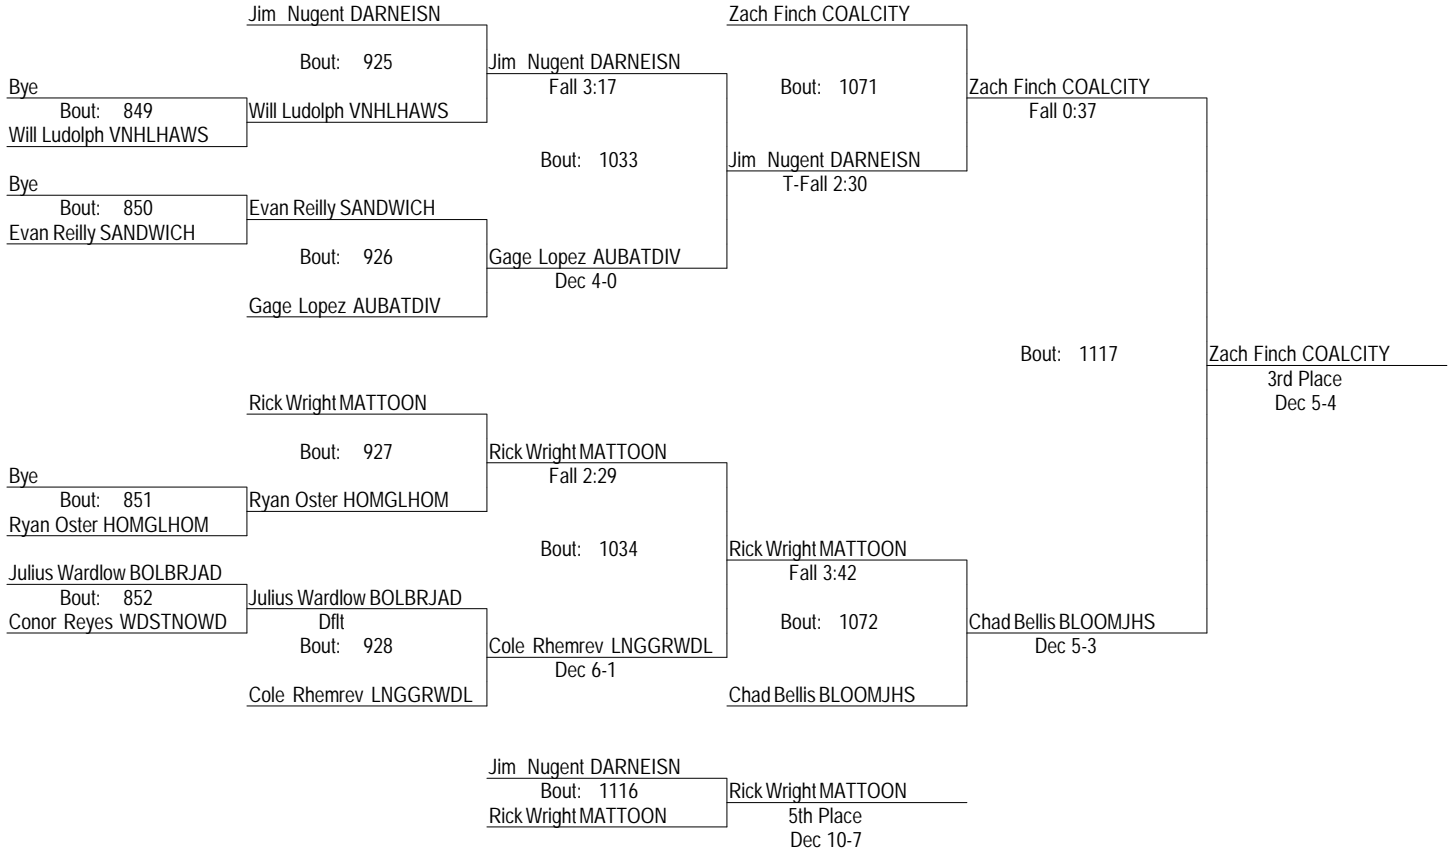 Jim Nugent DARNEISN
Zach Finch COALCITY
Bout: 925
Jim Nugent DARNEISN
Bye
Fall 3:17
Bout: 1071
Zach Finch COALCITY
Bout: 849
Will Ludolph VNHLHAWS
Fall 0:37
Will Ludolph VNHLHAWS
Bout: 1033
Jim Nugent DARNEISN
Bye
T-Fall 2:30
Bout: 850
Evan Reilly SANDWICH
Evan Reilly SANDWICH
Bout: 926
Gage Lopez AUBATDIV
Dec 4-0
Gage Lopez AUBATDIV
Bout: 1117
Zach Finch COALCITY
3rd Place
Dec 5-4
Rick Wright MATTOON
Bout: 927
Rick Wright MATTOON
Bye
Fall 2:29
Bout: 851
Ryan Oster HOMGLHOM
Ryan Oster HOMGLHOM
Bout: 1034
Rick Wright MATTOON
Julius Wardlow BOLBRJAD
Fall 3:42
Bout: 852
Julius Wardlow BOLBRJAD
Conor Reyes WDSTNOWD
Dflt
Bout: 1072
Chad Bellis BLOOMJHS
Bout: 928
Cole Rhemrev LNGGRWDL
Dec 5-3
Dec 6-1
Cole Rhemrev LNGGRWDL
Chad Bellis BLOOMJHS
Jim Nugent DARNEISN
Bout: 1116
Rick Wright MATTOON
Rick Wright MATTOON
5th Place
Dec 10-7